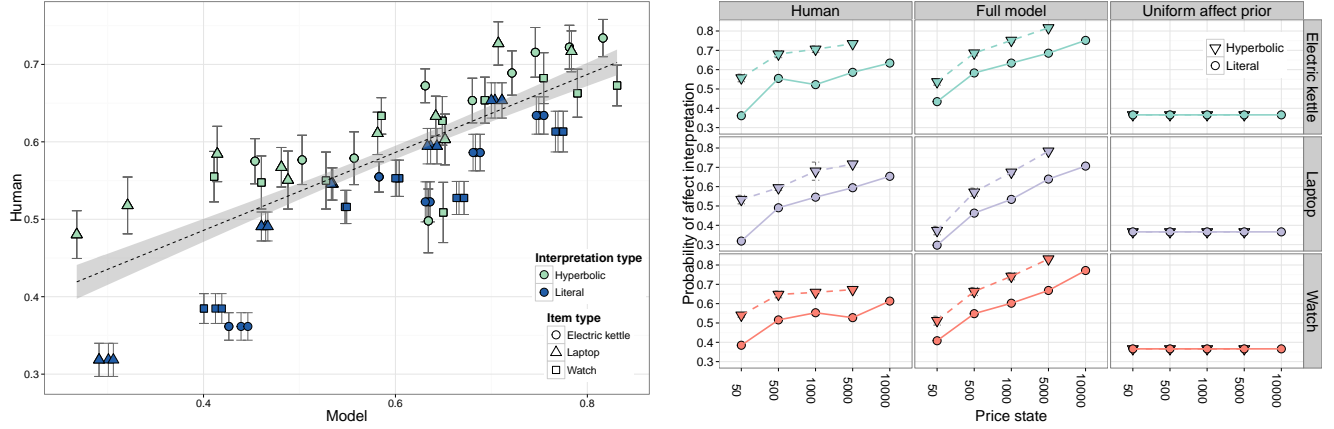 Human
0.7
0.6
0.5
0.4
0.3
0.4
0.6
0.8
Model
Interpretation type
Hyperbolic
Literal
Item type
Electric kettle
Laptop
Watch
Human
Full model
Uniform affect prior
Probability of affect interpretation
0.8
0.7
0.6
0.5
0.4
0.3
Electric kettle
Hyperbolic
Literal
0.8
0.7
0.6
0.5
0.4
0.3
Laptop
0.8
0.7
0.6
0.5
0.4
0.3
Watch
50
500
1000
5000
10000
50
500
1000
5000
10000
50
500
1000
5000
10000
Price state